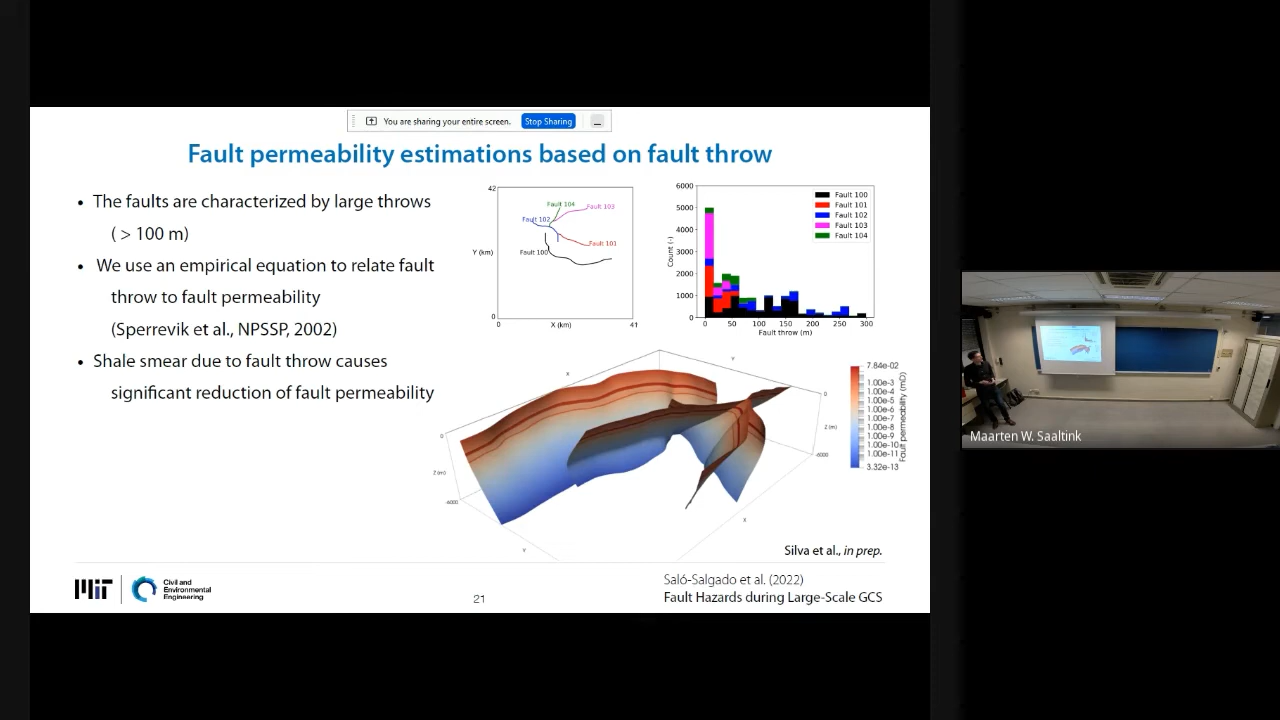 You are sharing your entire screen.
Stop Sharing
Fault permeability estimations based on fault throw
• The faults are characterized by large throws
( > 100 m)
• We use an empirical equation to relate fault
throw to fault permeability
(Sperrevik et al., NPSSP, 2002)
• Shale smear due to fault throw causes
significant reduction of fault permeability
42
Y (km)
0
0
X (km)
41
Fault 104
Fault 103
Fault 102
Fault 101
Fault 100
6000
5000
4000
3000
2000
1000
0
Count (-)
0 50 100 150 200 250 300
Fault throw (m)
Fault 100
Fault 101
Fault 102
Fault 103
Fault 104
X
Y
0
Z (m)
-6000
0
Z (m)
-6000
Y
X
7.84e-02
1.00e-3
1.00e-4
1.00e-5
1.00e-6
1.00e-7
1.00e-8
1.00e-9
1.00e-10
1.00e-11
3.32e-13
Fault permeability (mD)
Silva et al., in prep.
MIT
Civil and
Environmental
Engineering
21
Saló-Salgado et al. (2022)
Fault Hazards during Large-Scale GCS
Maarten W. Saaltink